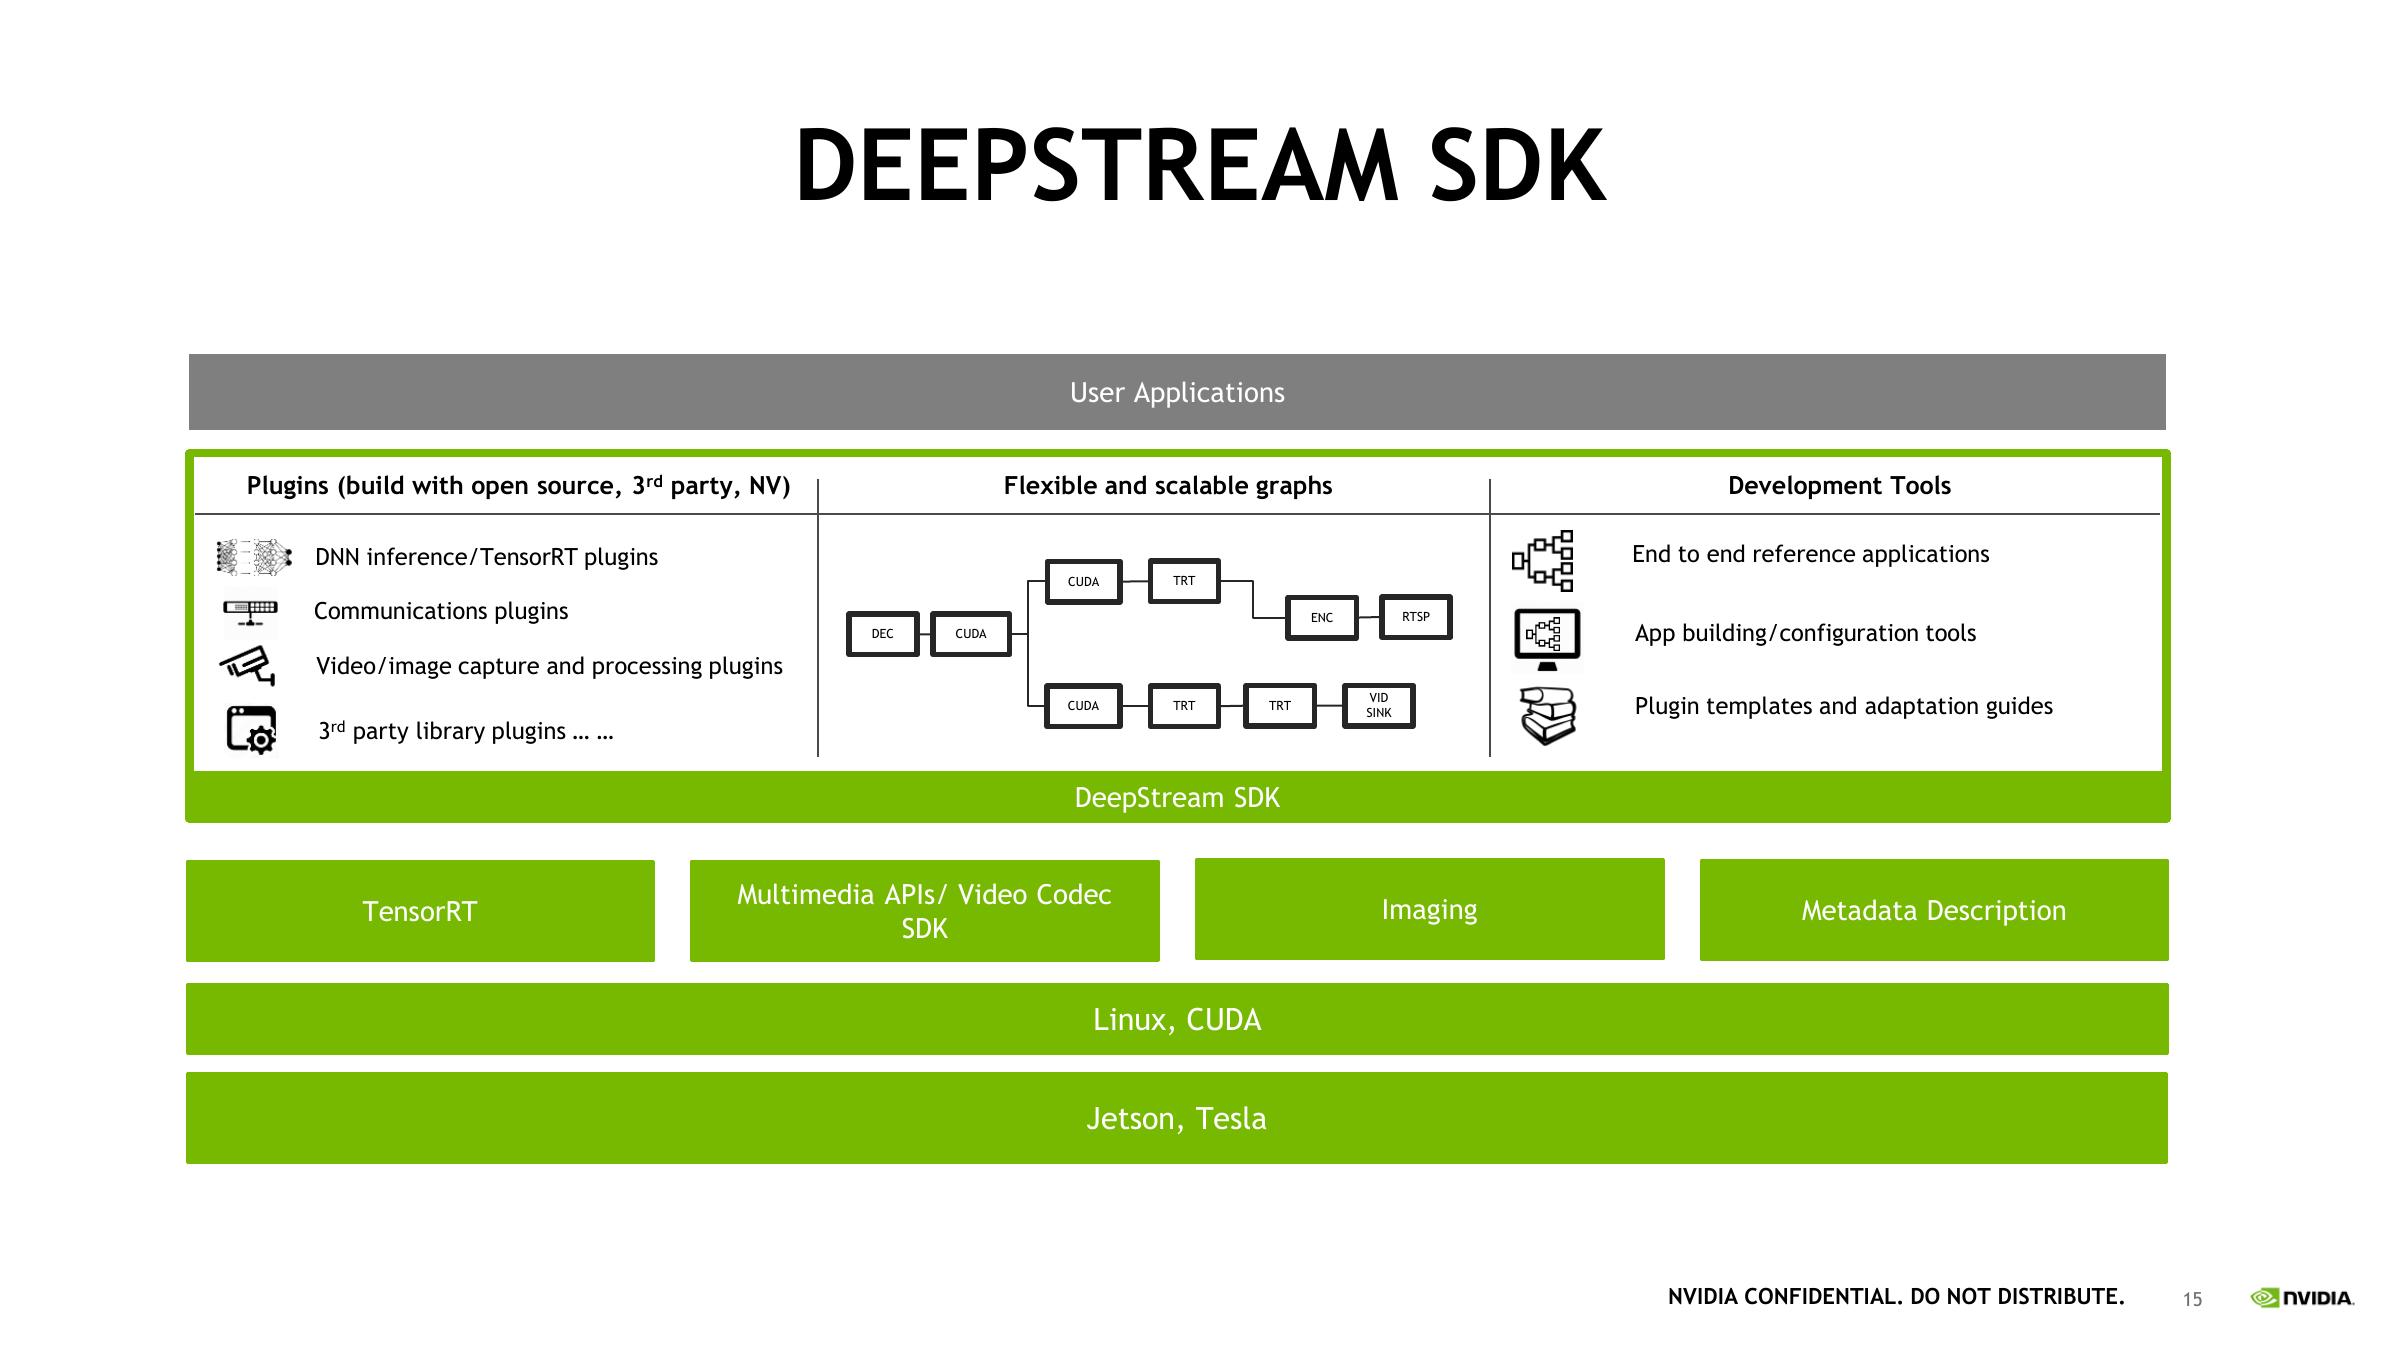 DEEPSTREAM SDK
User Applications
Plugins (build with open source, 3rd party, NV)
DNN inference/TensorRT plugins
Communications plugins
Video/image capture and processing plugins
3rd party library plugins … …
Flexible and scalable graphs
DEC
CUDA
CUDA
TRT
ENC
RTSP
CUDA
TRT
TRT
VID
SINK
Development Tools
End to end reference applications
App building/configuration tools
Plugin templates and adaptation guides
DeepStream SDK
TensorRT
Multimedia APIs/ Video Codec
SDK
Imaging
Metadata Description
Linux, CUDA
Jetson, Tesla
NVIDIA CONFIDENTIAL. DO NOT DISTRIBUTE.
15
NVIDIA.